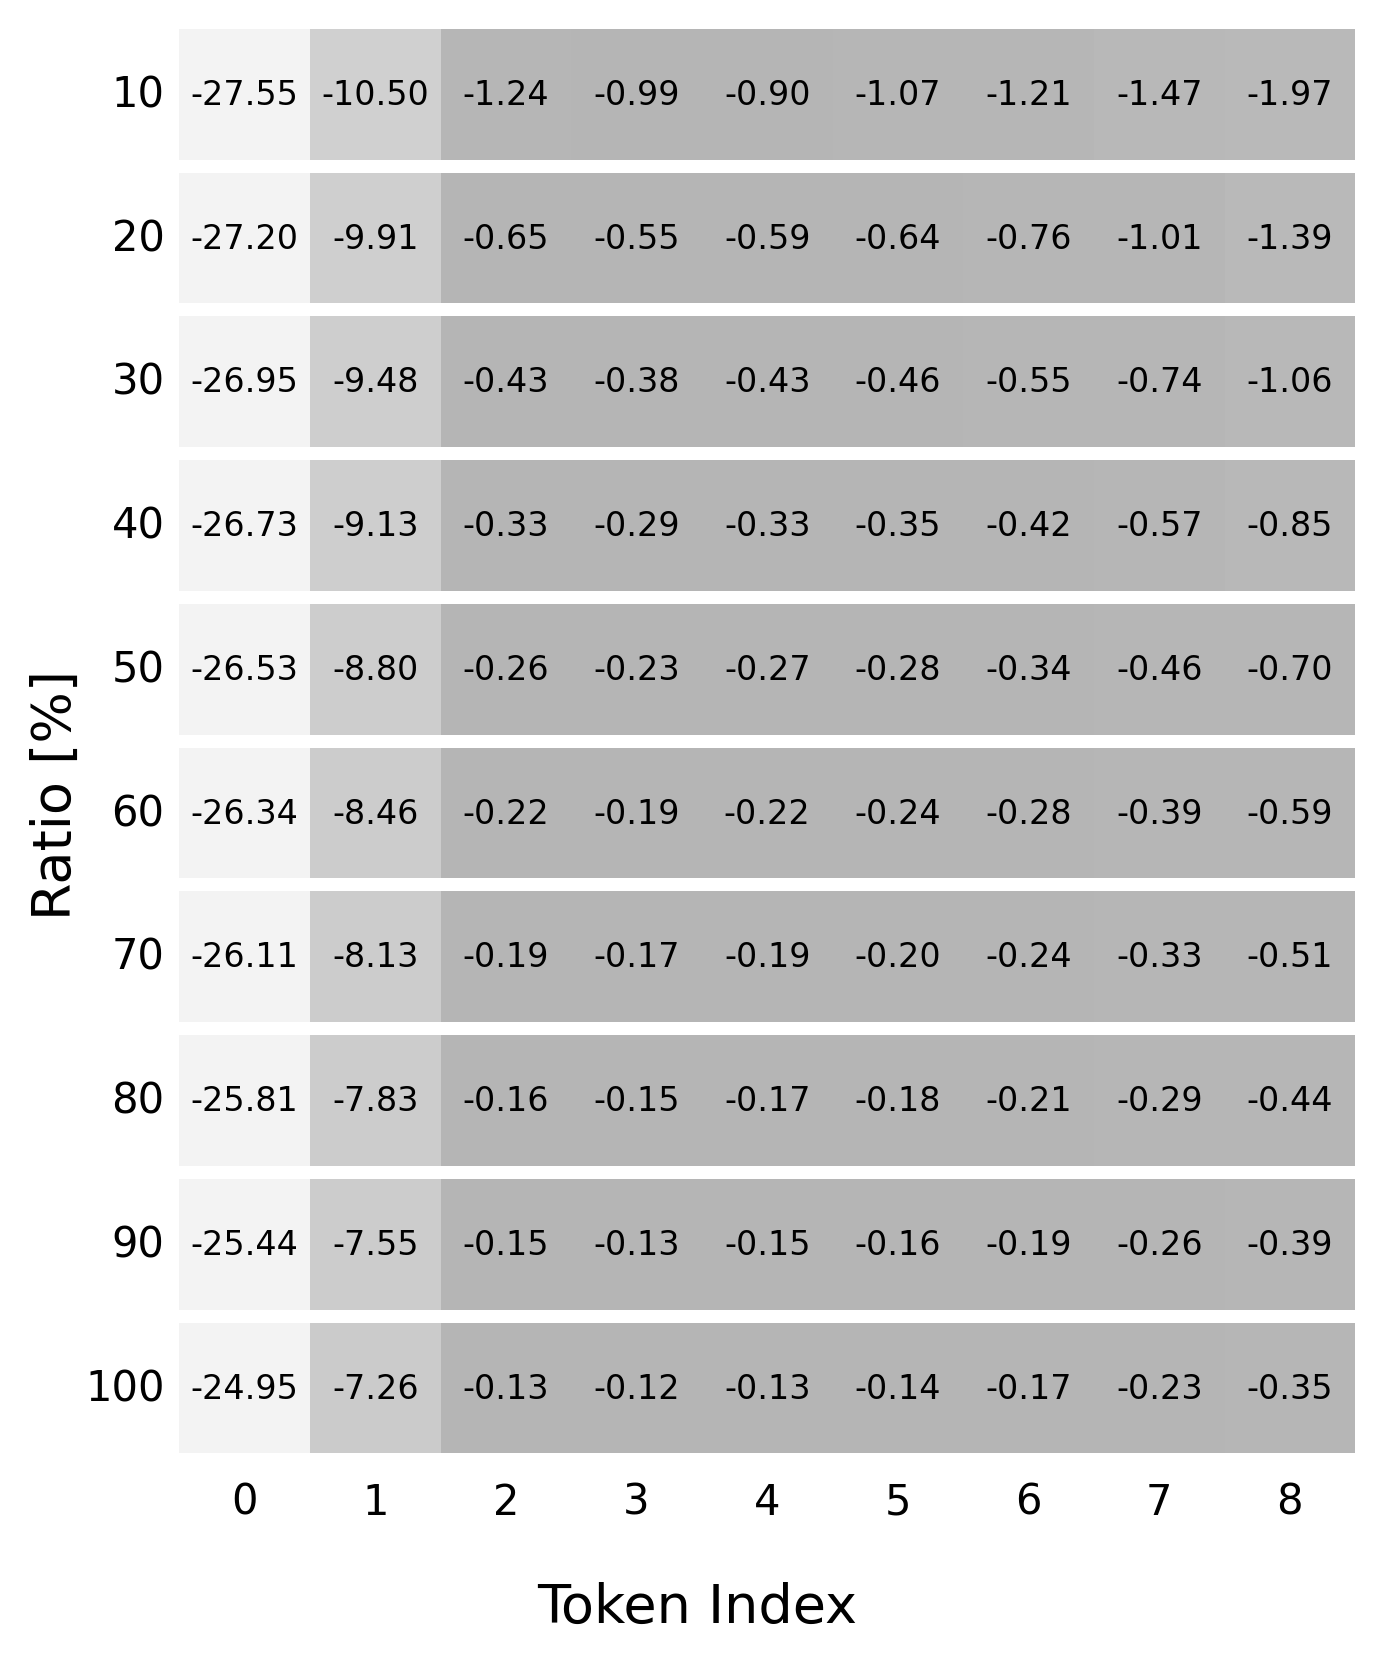 10 -27.55 -10.50 -1.24 -0.99 -0.90 -1.07 -1.21 -1.47 -1.97
20 -27.20 -9.91 -0.65 -0.55 -0.59 -0.64 -0.76 -1.01 -1.39
30 -26.95 -9.48 -0.43 -0.38 -0.43 -0.46 -0.55 -0.74 -1.06
40 -26.73 -9.13 -0.33 -0.29 -0.33 -0.35 -0.42 -0.57 -0.85
50 -26.53 -8.80 -0.26 -0.23 -0.27 -0.28 -0.34 -0.46 -0.70
60 -26.34 -8.46 -0.22 -0.19 -0.22 -0.24 -0.28 -0.39 -0.59
70 -26.11 -8.13 -0.19 -0.17 -0.19 -0.20 -0.24 -0.33 -0.51
80 -25.81 -7.83 -0.16 -0.15 -0.17 -0.18 -0.21 -0.29 -0.44
90 -25.44 -7.55 -0.15 -0.13 -0.15 -0.16 -0.19 -0.26 -0.39
100 -24.95 -7.26 -0.13 -0.12 -0.13 -0.14 -0.17 -0.23 -0.35
0 1 2 3 4 5 6 7 8
Token Index
Ratio [%]